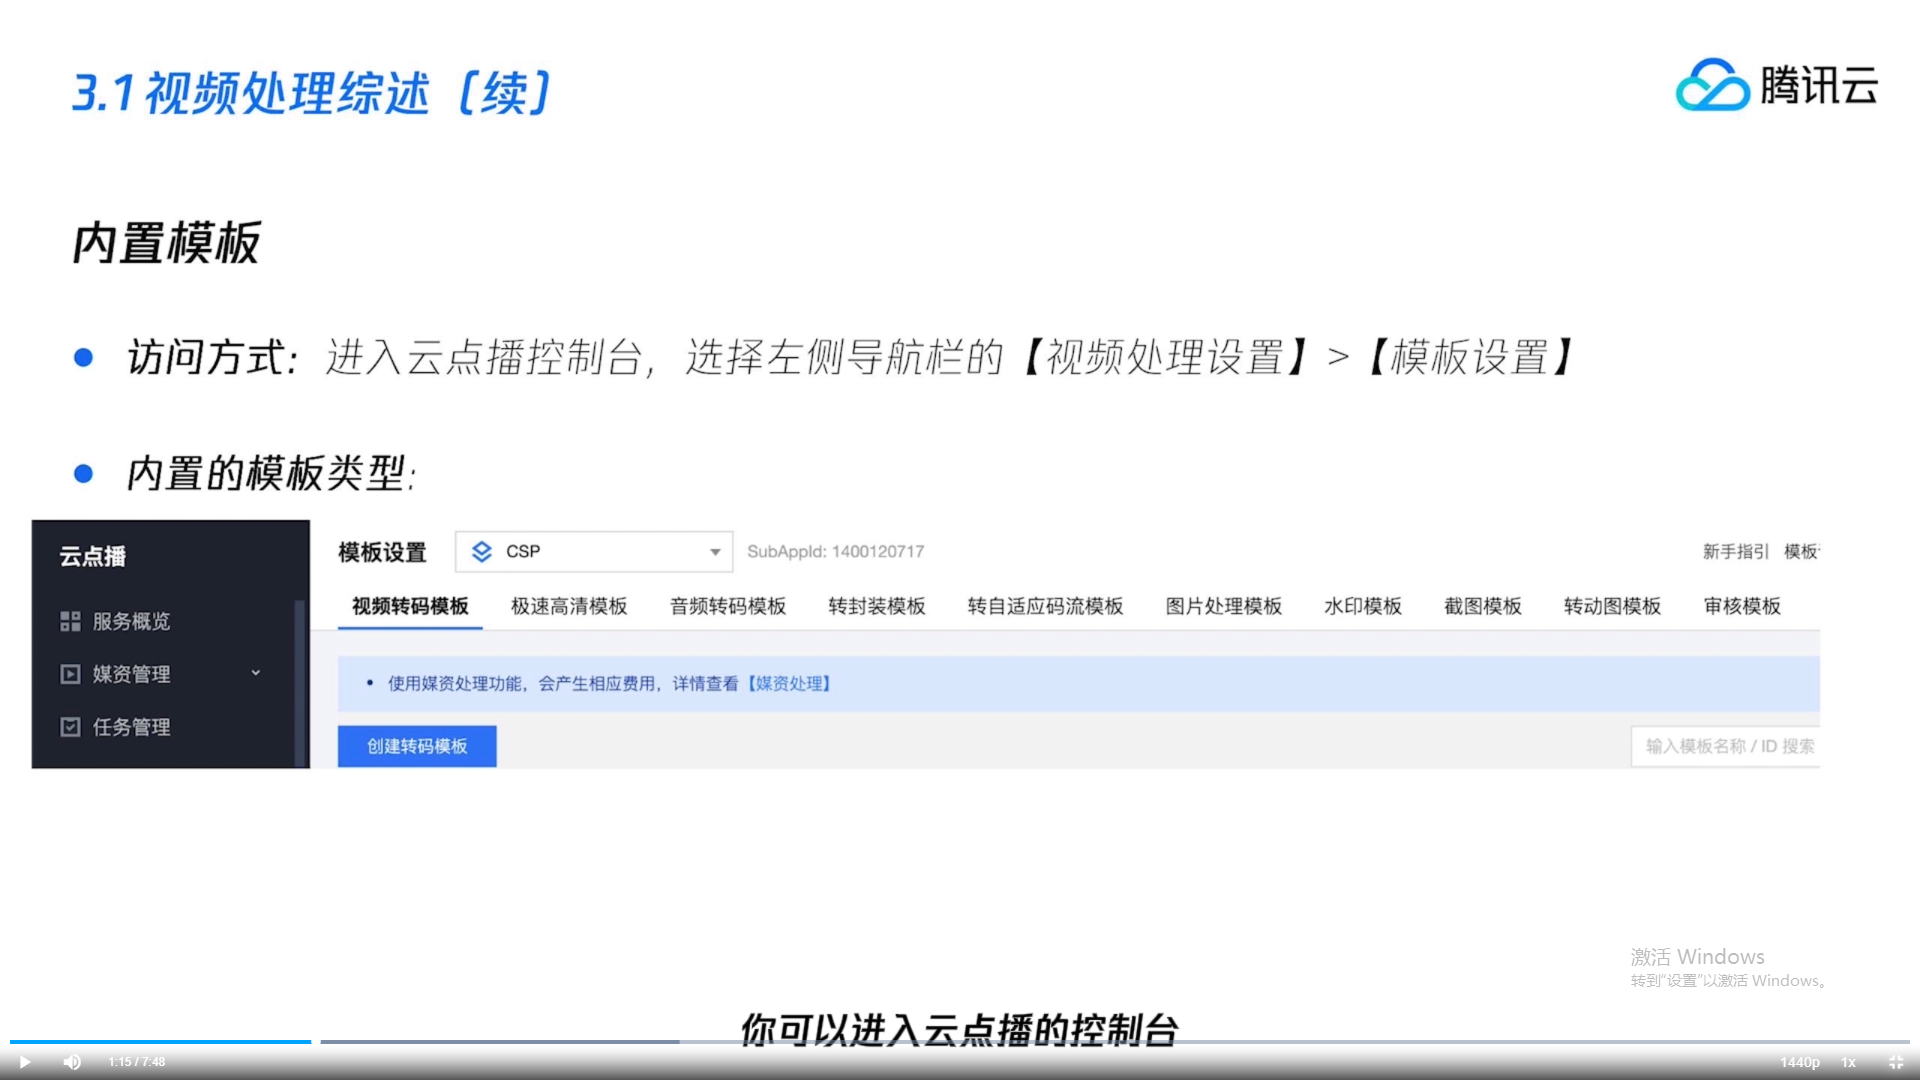 3.1 视频处理综述（续）
腾讯云
内置模板
访问方式：进入云点播控制台，选择左侧导航栏的【视频处理设置】>【模板设置】
内置的模板类型：
云点播
服务概览
媒资管理
任务管理
模板设置 CSP SubAppId: 1400120717 新手指引 模板
视频转码模板 极速高清模板 音频转码模板 转封装模板 转自适应码流模板 图片处理模板 水印模板 截图模板 转动图模板 审核模板
使用媒资处理功能，会产生相应费用，详情查看【媒资处理】
创建转码模板 输入模板名称 / ID 搜索
激活 Windows
转到“设置”以激活 Windows。
你可以进入云点播的控制台
1:15 / 7:48 1440p 1x